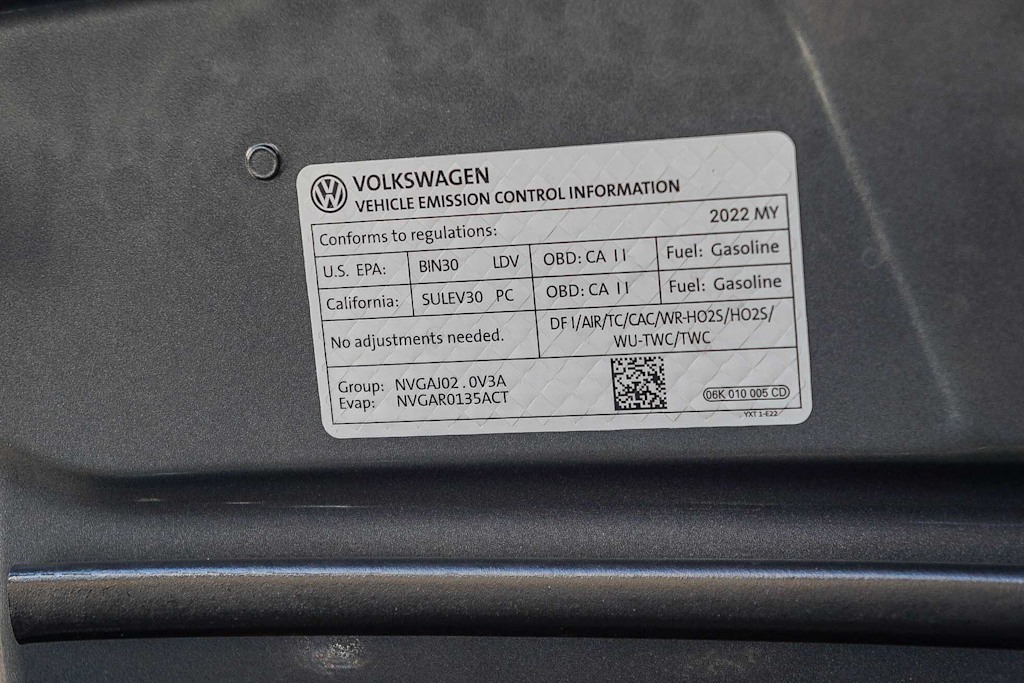 VOLKSWAGEN
VEHICLE EMISSION CONTROL INFORMATION
Conforms to regulations: 2022 MY
U.S. EPA: BIN30 LDV OBD: CA II Fuel: Gasoline
California: SULEV30 PC OBD: CA II Fuel: Gasoline
No adjustments needed. DFI/AIR/TC/CAC/WR-HO2S/HO2S/
WU-TWC/TWC
Group: NVGAJ02.0V3A
Evap: NVGAR0135ACT
06K 010 005 CD
YXT 1-E22